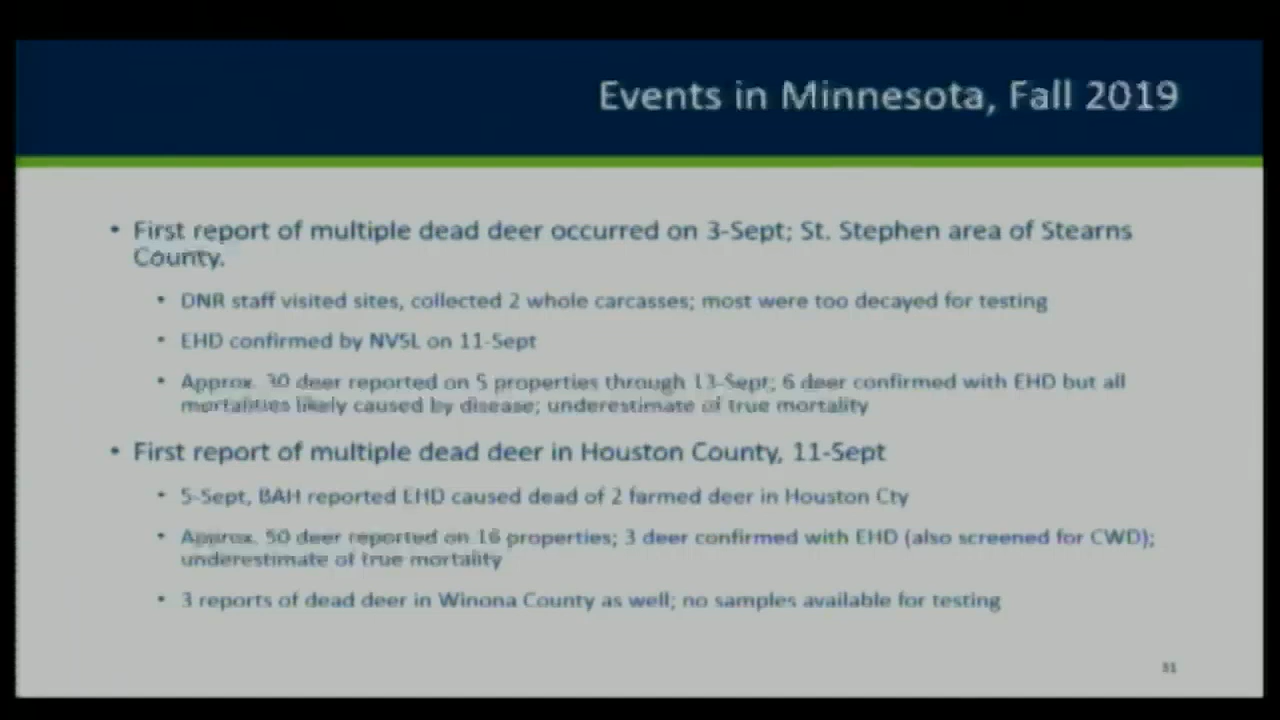 Events in Minnesota, Fall 2019
• First report of multiple dead deer occurred on 3-Sept; St. Stephen area of Stearns
County.
• DNR staff visited sites, collected 2 whole carcasses; most were too decayed for testing
• EHD confirmed by NVSL on 11-Sept
• Approx. 30 deer reported on 5 properties through 13-Sept; 6 deer confirmed with EHD but all
mortalities likely caused by disease; underestimate of true mortality
• First report of multiple dead deer in Houston County, 11-Sept
• 5-Sept, BAH reported EHD caused dead of 2 farmed deer in Houston Cty
• Approx. 50 deer reported on 16 properties; 3 deer confirmed with EHD (also screened for CWD);
underestimate of true mortality
• 3 reports of dead deer in Winona County as well; no samples available for testing